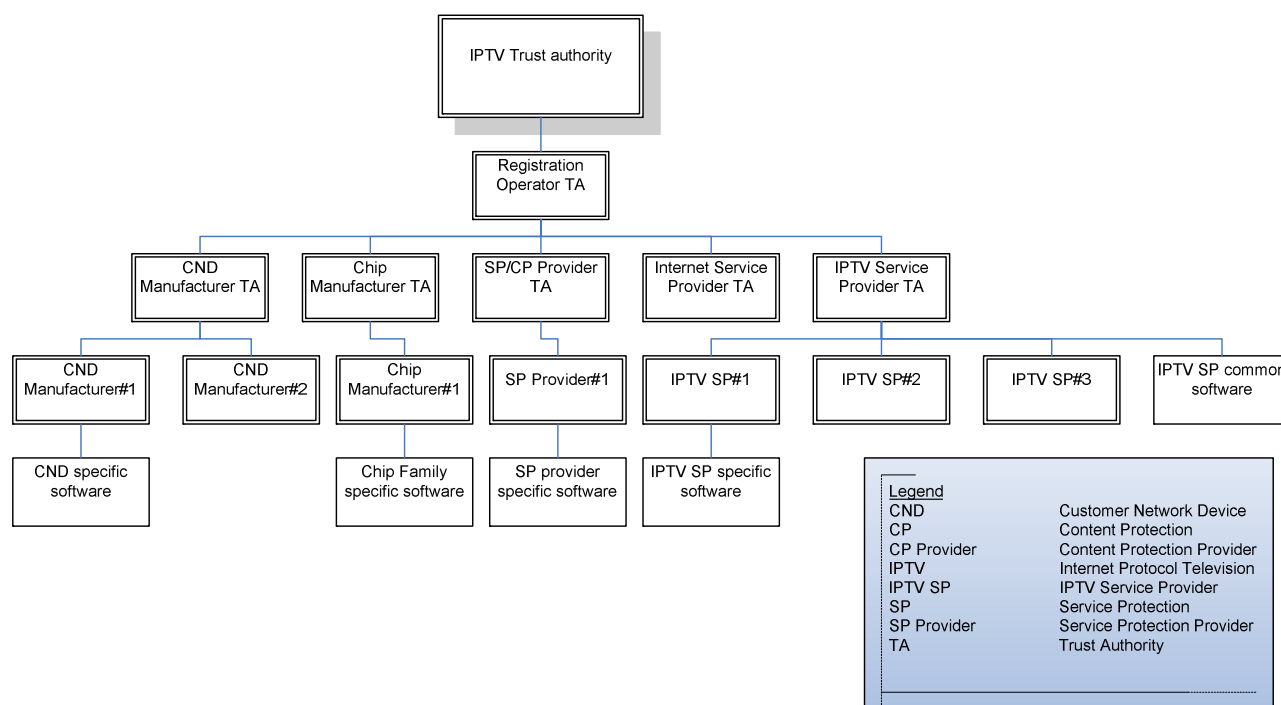 IPTV Trust authority
Registration
Operator TA
CND
Manufacturer TA
Chip
Manufacturer TA
SP/CP Provider
TA
Internet Service
Provider TA
IPTV Service
Provider TA
CND
Manufacturer#1
CND
Manufacturer#2
Chip
Manufacturer#1
SP Provider#1
IPTV SP#1
IPTV SP#2
IPTV SP#3
IPTV SP common
software
CND specific
software
Chip Family
specific software
SP provider
specific software
IPTV SP specific
software
Legend
CND Customer Network Device
CP Content Protection
CP Provider Content Protection Provider
IPTV Internet Protocol Television
IPTV SP IPTV Service Provider
SP Service Protection
SP Provider Service Protection Provider
TA Trust Authority